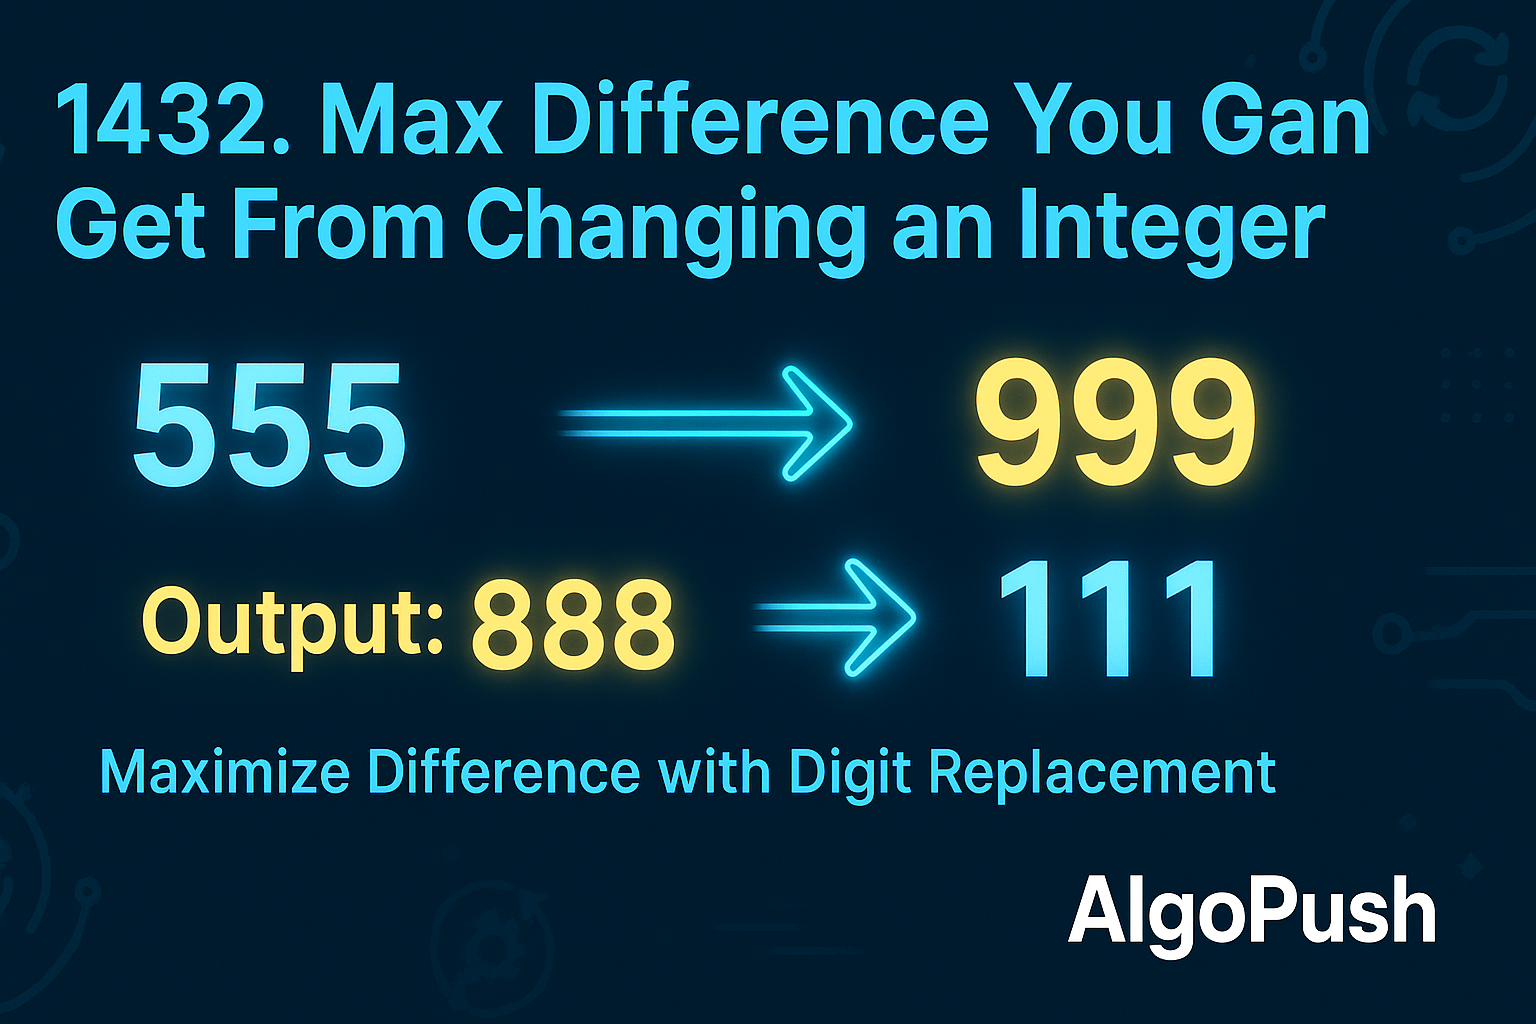 1432. Max Difference You Gan
Get From Changing an Integer
555 999
Output: 888 111
Maximize Difference with Digit Replacement
AlgoPush